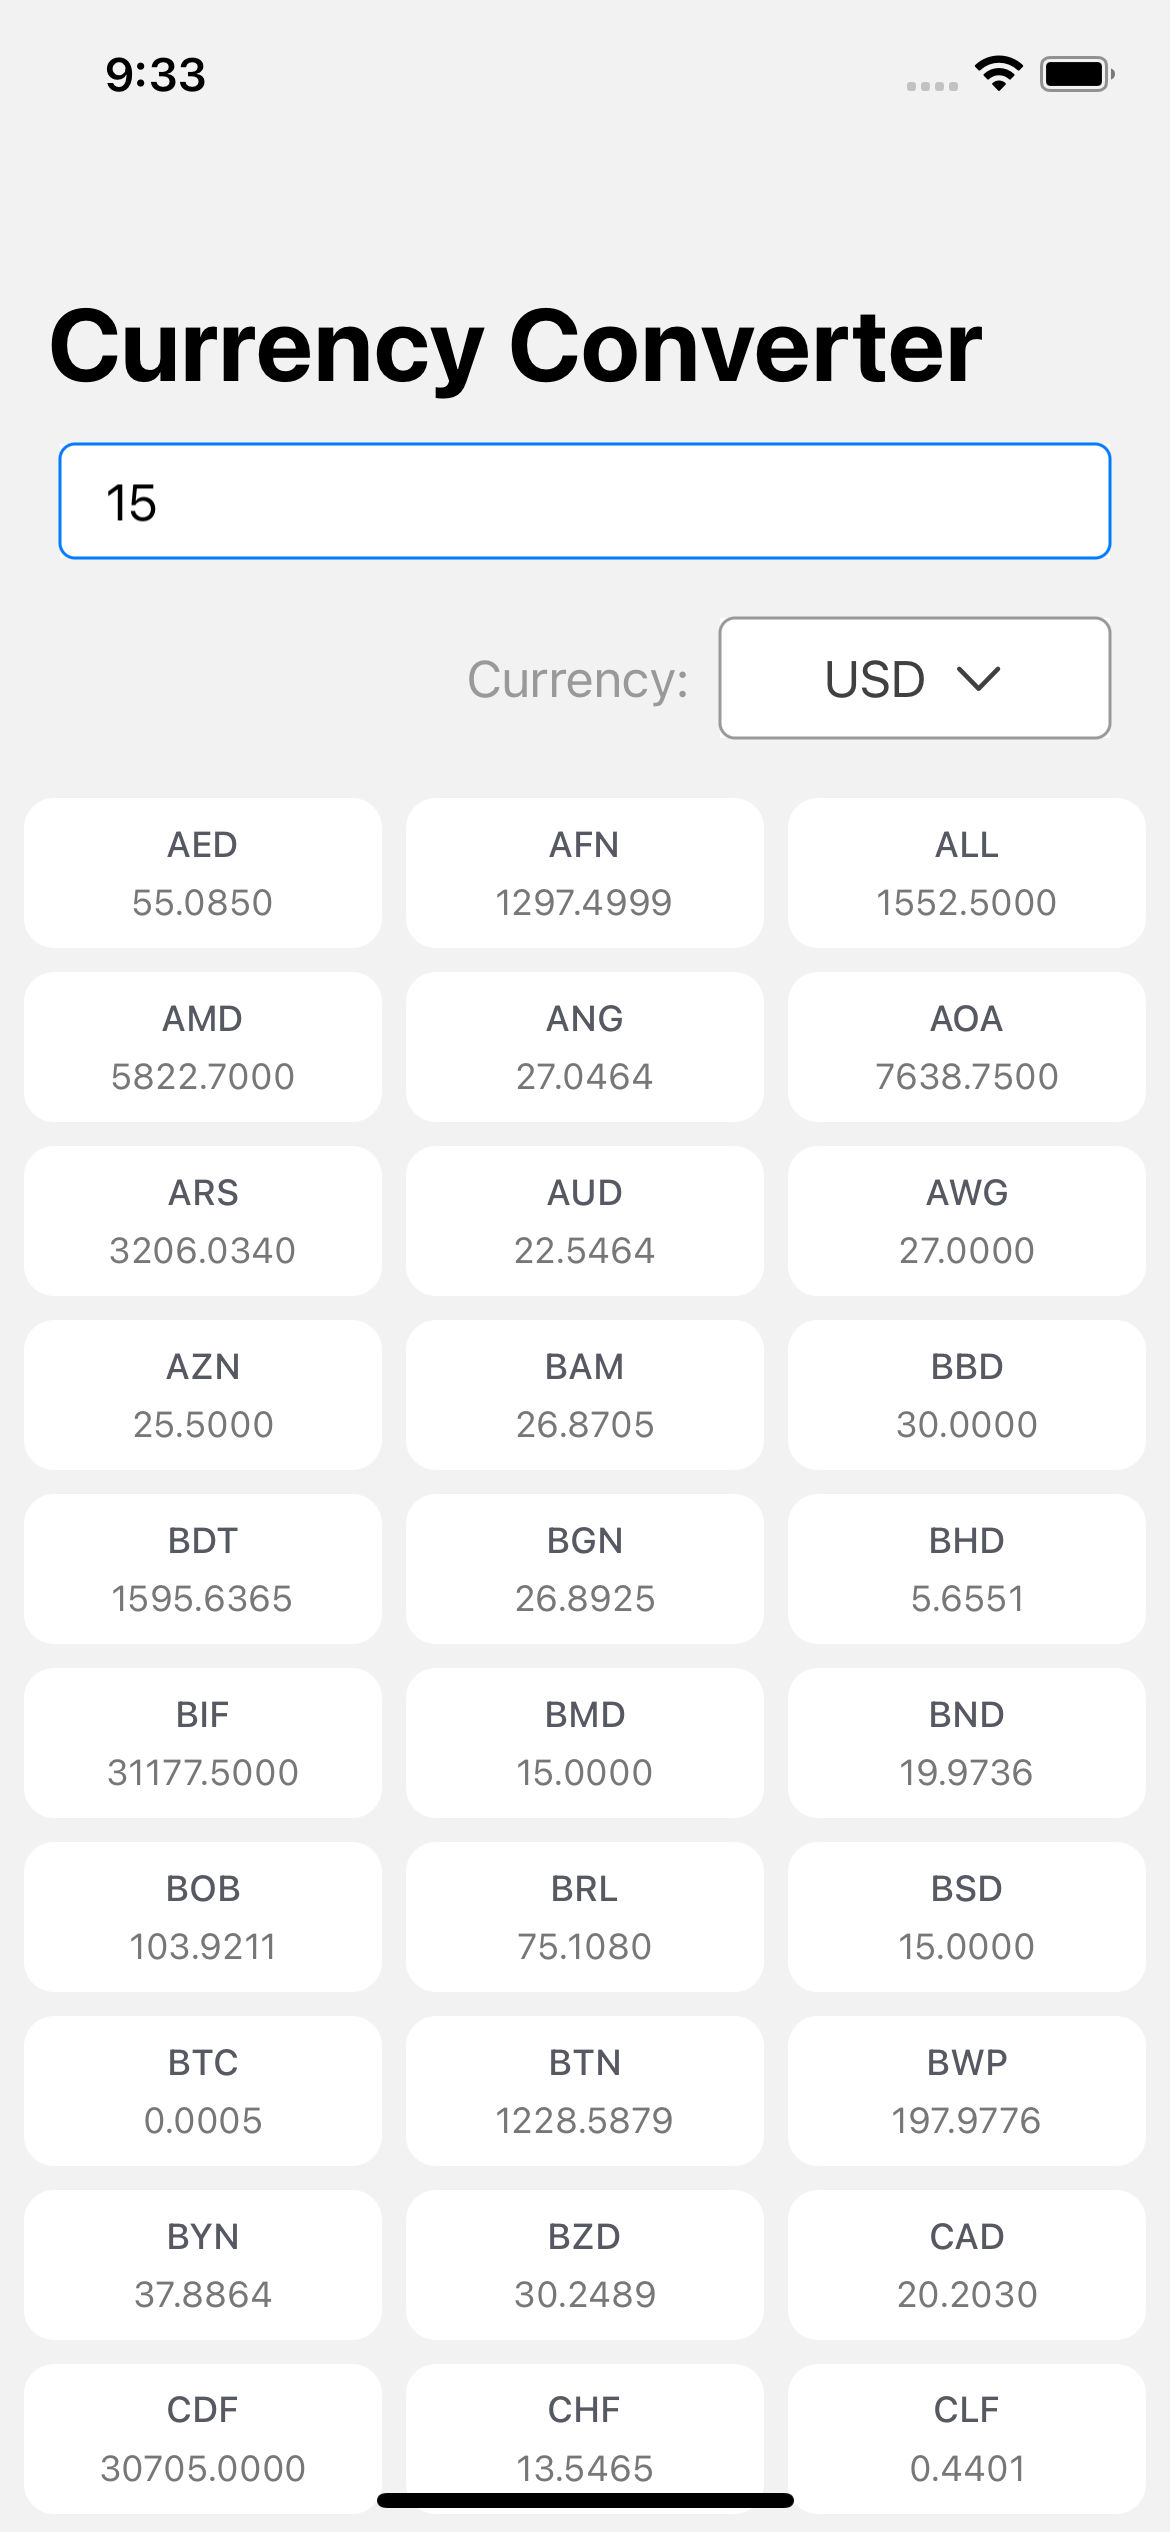 9:33
Currency Converter
15
Currency: USD
AED AFN ALL
55.0850 1297.4999 1552.5000
AMD ANG AOA
5822.7000 27.0464 7638.7500
ARS AUD AWG
3206.0340 22.5464 27.0000
AZN BAM BBD
25.5000 26.8705 30.0000
BDT BGN BHD
1595.6365 26.8925 5.6551
BIF BMD BND
31177.5000 15.0000 19.9736
BOB BRL BSD
103.9211 75.1080 15.0000
BTC BTN BWP
0.0005 1228.5879 197.9776
BYN BZD CAD
37.8864 30.2489 20.2030
CDF CHF CLF
30705.0000 13.5465 0.4401